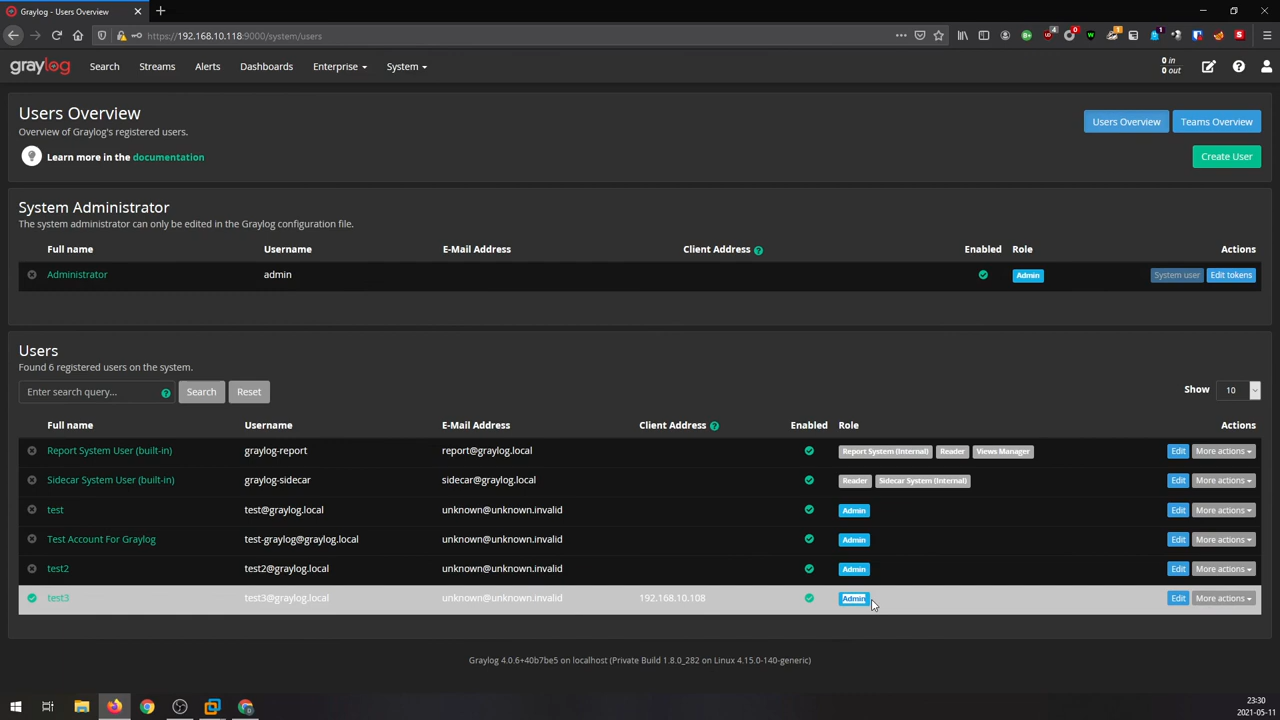 Graylog - Users Overview
https://192.168.10.118:9000/system/users
graylog Search Streams Alerts Dashboards Enterprise System
0 in
0 out
Users Overview
Overview of Graylog's registered users.
Users Overview Teams Overview
Learn more in the documentation
Create User
System Administrator
The system administrator can only be edited in the Graylog configuration file.
Full name Username E-Mail Address Client Address Enabled Role Actions
Administrator admin Admin System user Edit tokens
Users
Found 6 registered users on the system.
Enter search query... Search Reset Show 10
Full name Username E-Mail Address Client Address Enabled Role Actions
Report System User (built-in) graylog-report report@graylog.local Report System (Internal) Reader Views Manager Edit More actions
Sidecar System User (built-in) graylog-sidecar sidecar@graylog.local Reader Sidecar System (Internal) Edit More actions
test test@graylog.local unknown@unknown.invalid Admin Edit More actions
Test Account For Graylog test-graylog@graylog.local unknown@unknown.invalid Admin Edit More actions
test2 test2@graylog.local unknown@unknown.invalid Admin Edit More actions
test3 test3@graylog.local unknown@unknown.invalid 192.168.10.108 Admin Edit More actions
Graylog 4.0.6+40b7be5 on localhost (Private Build 1.8.0_282 on Linux 4.15.0-140-generic)
23:30
2021-05-11